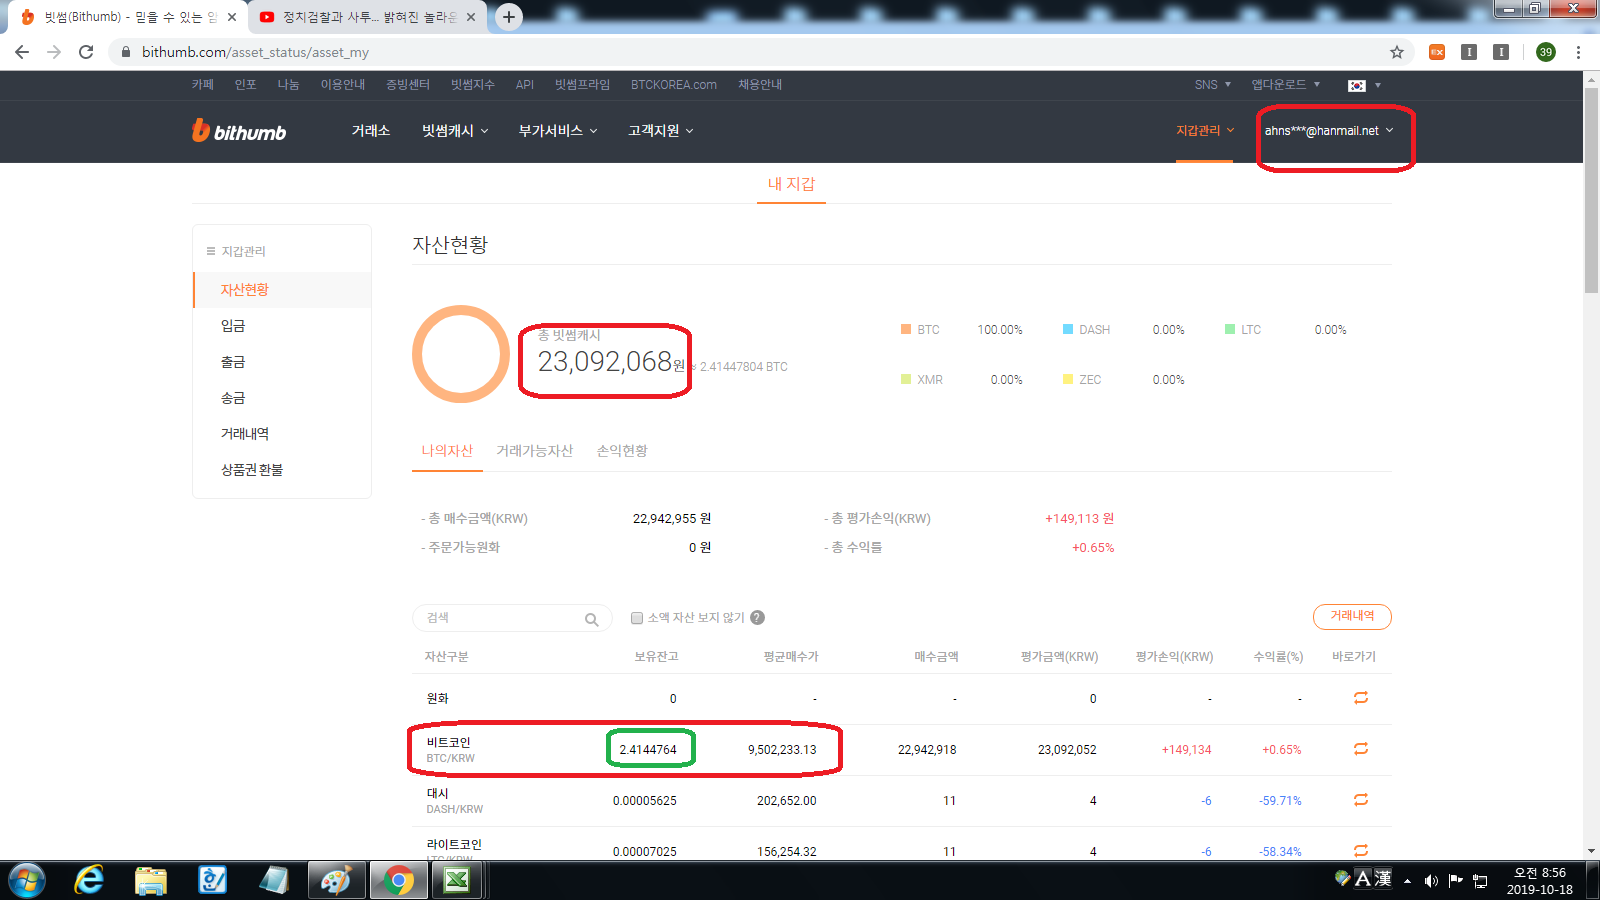 빗썸(Bithumb) - 믿을 수 있는 암
정치검찰과 사투... 밝혀진 놀라운
bithumb.com/asset_status/asset_my
39
카페 인포 나눔 이용안내 증빙센터 빗썸지수 API 빗썸프라임 BTCKOREA.com 채용안내 SNS 앱다운로드
bithumb 거래소 빗썸캐시 부가서비스 고객지원 지갑관리 ahns***@hanmail.net
내 지갑
지갑관리
자산현황
입금
출금
송금
거래내역
상품권 환불
자산현황
총 빗썸캐시
23,092,068원 ≈ 2.41447804 BTC
BTC 100.00% DASH 0.00% LTC 0.00%
XMR 0.00% ZEC 0.00%
나의자산 거래가능자산 손익현황
- 총 매수금액(KRW) 22,942,955 원 - 총 평가손익(KRW) +149,113 원
- 주문가능원화 0 원 - 총 수익률 +0.65%
검색 소액 자산 보지 않기 ? 거래내역
자산구분 보유잔고 평균매수가 매수금액 평가금액(KRW) 평가손익(KRW) 수익률(%) 바로가기
원화 0 - - 0 - -
비트코인
BTC/KRW 2.4144764 9,502,233.13 22,942,918 23,092,052 +149,134 +0.65%
대시
DASH/KRW 0.00005625 202,652.00 11 4 -6 -59.71%
라이트코인
LTC/KRW 0.00007025 156,254.32 11 4 -6 -58.34%
A 漢
오전 8:56
2019-10-18